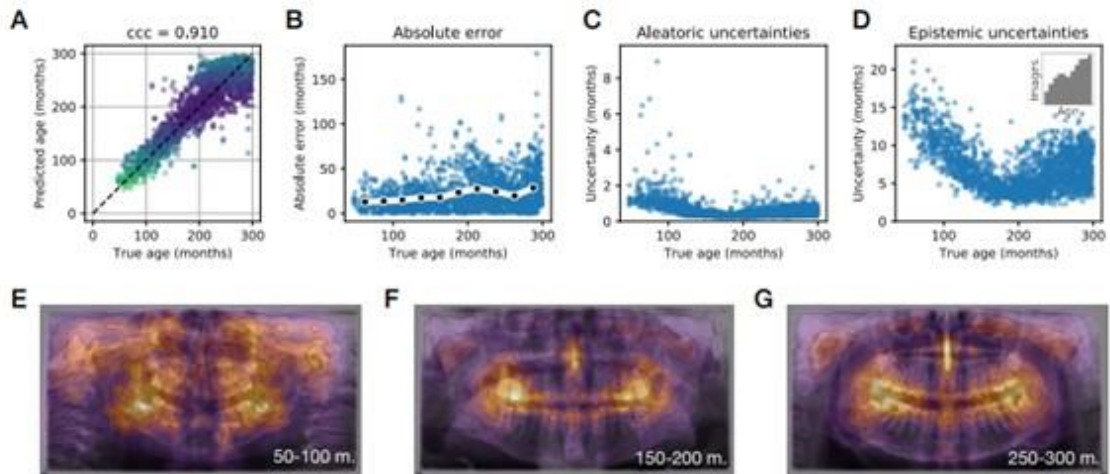 A
ccc = 0.910
Predicted age (months)
300
200
100
0
0 100 200 300
True age (months)
B
Absolute error
Absolute error (months)
150
100
50
0
100 200 300
True age (months)
C
Aleatoric uncertainties
Uncertainty (months)
8
6
4
2
0
100 200 300
True age (months)
D
Epistemic uncertainties
Uncertainty (months)
20
15
10
5
0
Images
Age
100 200 300
True age (months)
E
50-100 m.
F
150-200 m.
G
250-300 m.